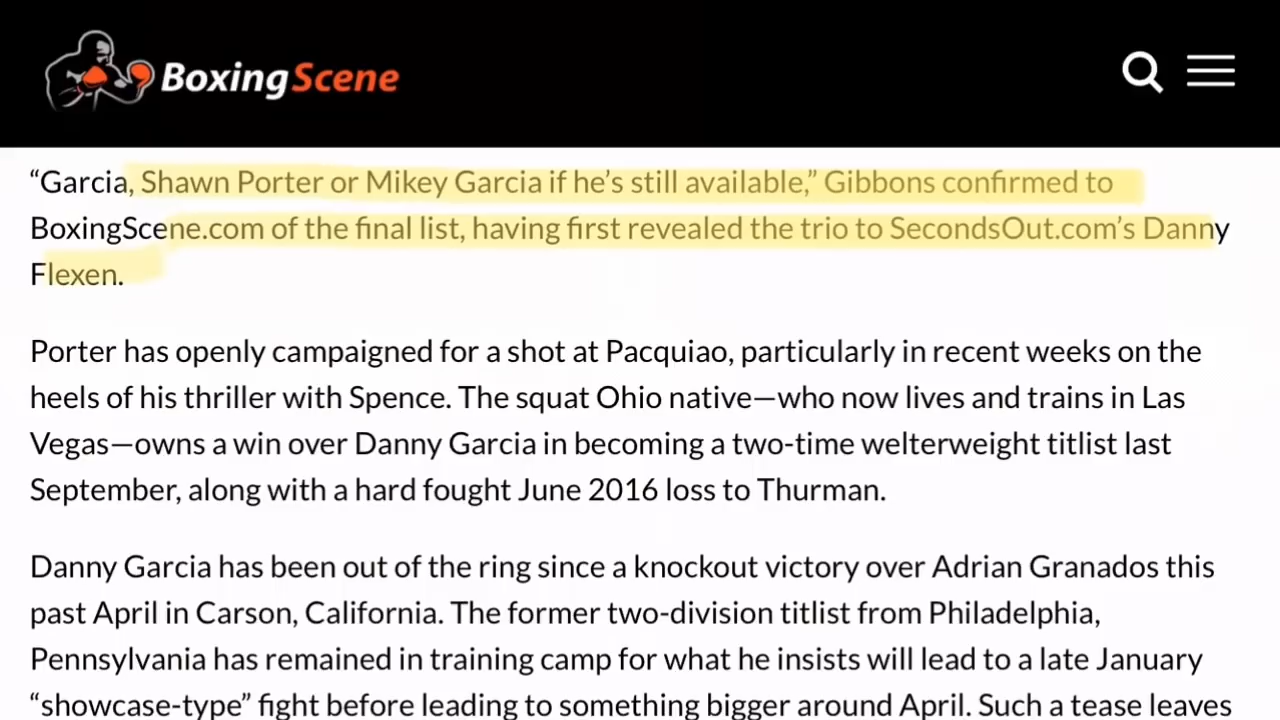 BoxingScene
“Garcia, Shawn Porter or Mikey Garcia if he’s still available,” Gibbons confirmed to
BoxingScene.com of the final list, having first revealed the trio to SecondsOut.com’s Danny
Flexen.
Porter has openly campaigned for a shot at Pacquiao, particularly in recent weeks on the
heels of his thriller with Spence. The squat Ohio native—who now lives and trains in Las
Vegas—owns a win over Danny Garcia in becoming a two-time welterweight titlist last
September, along with a hard fought June 2016 loss to Thurman.
Danny Garcia has been out of the ring since a knockout victory over Adrian Granados this
past April in Carson, California. The former two-division titlist from Philadelphia,
Pennsylvania has remained in training camp for what he insists will lead to a late January
“showcase-type” fight before leading to something bigger around April. Such a tease leaves